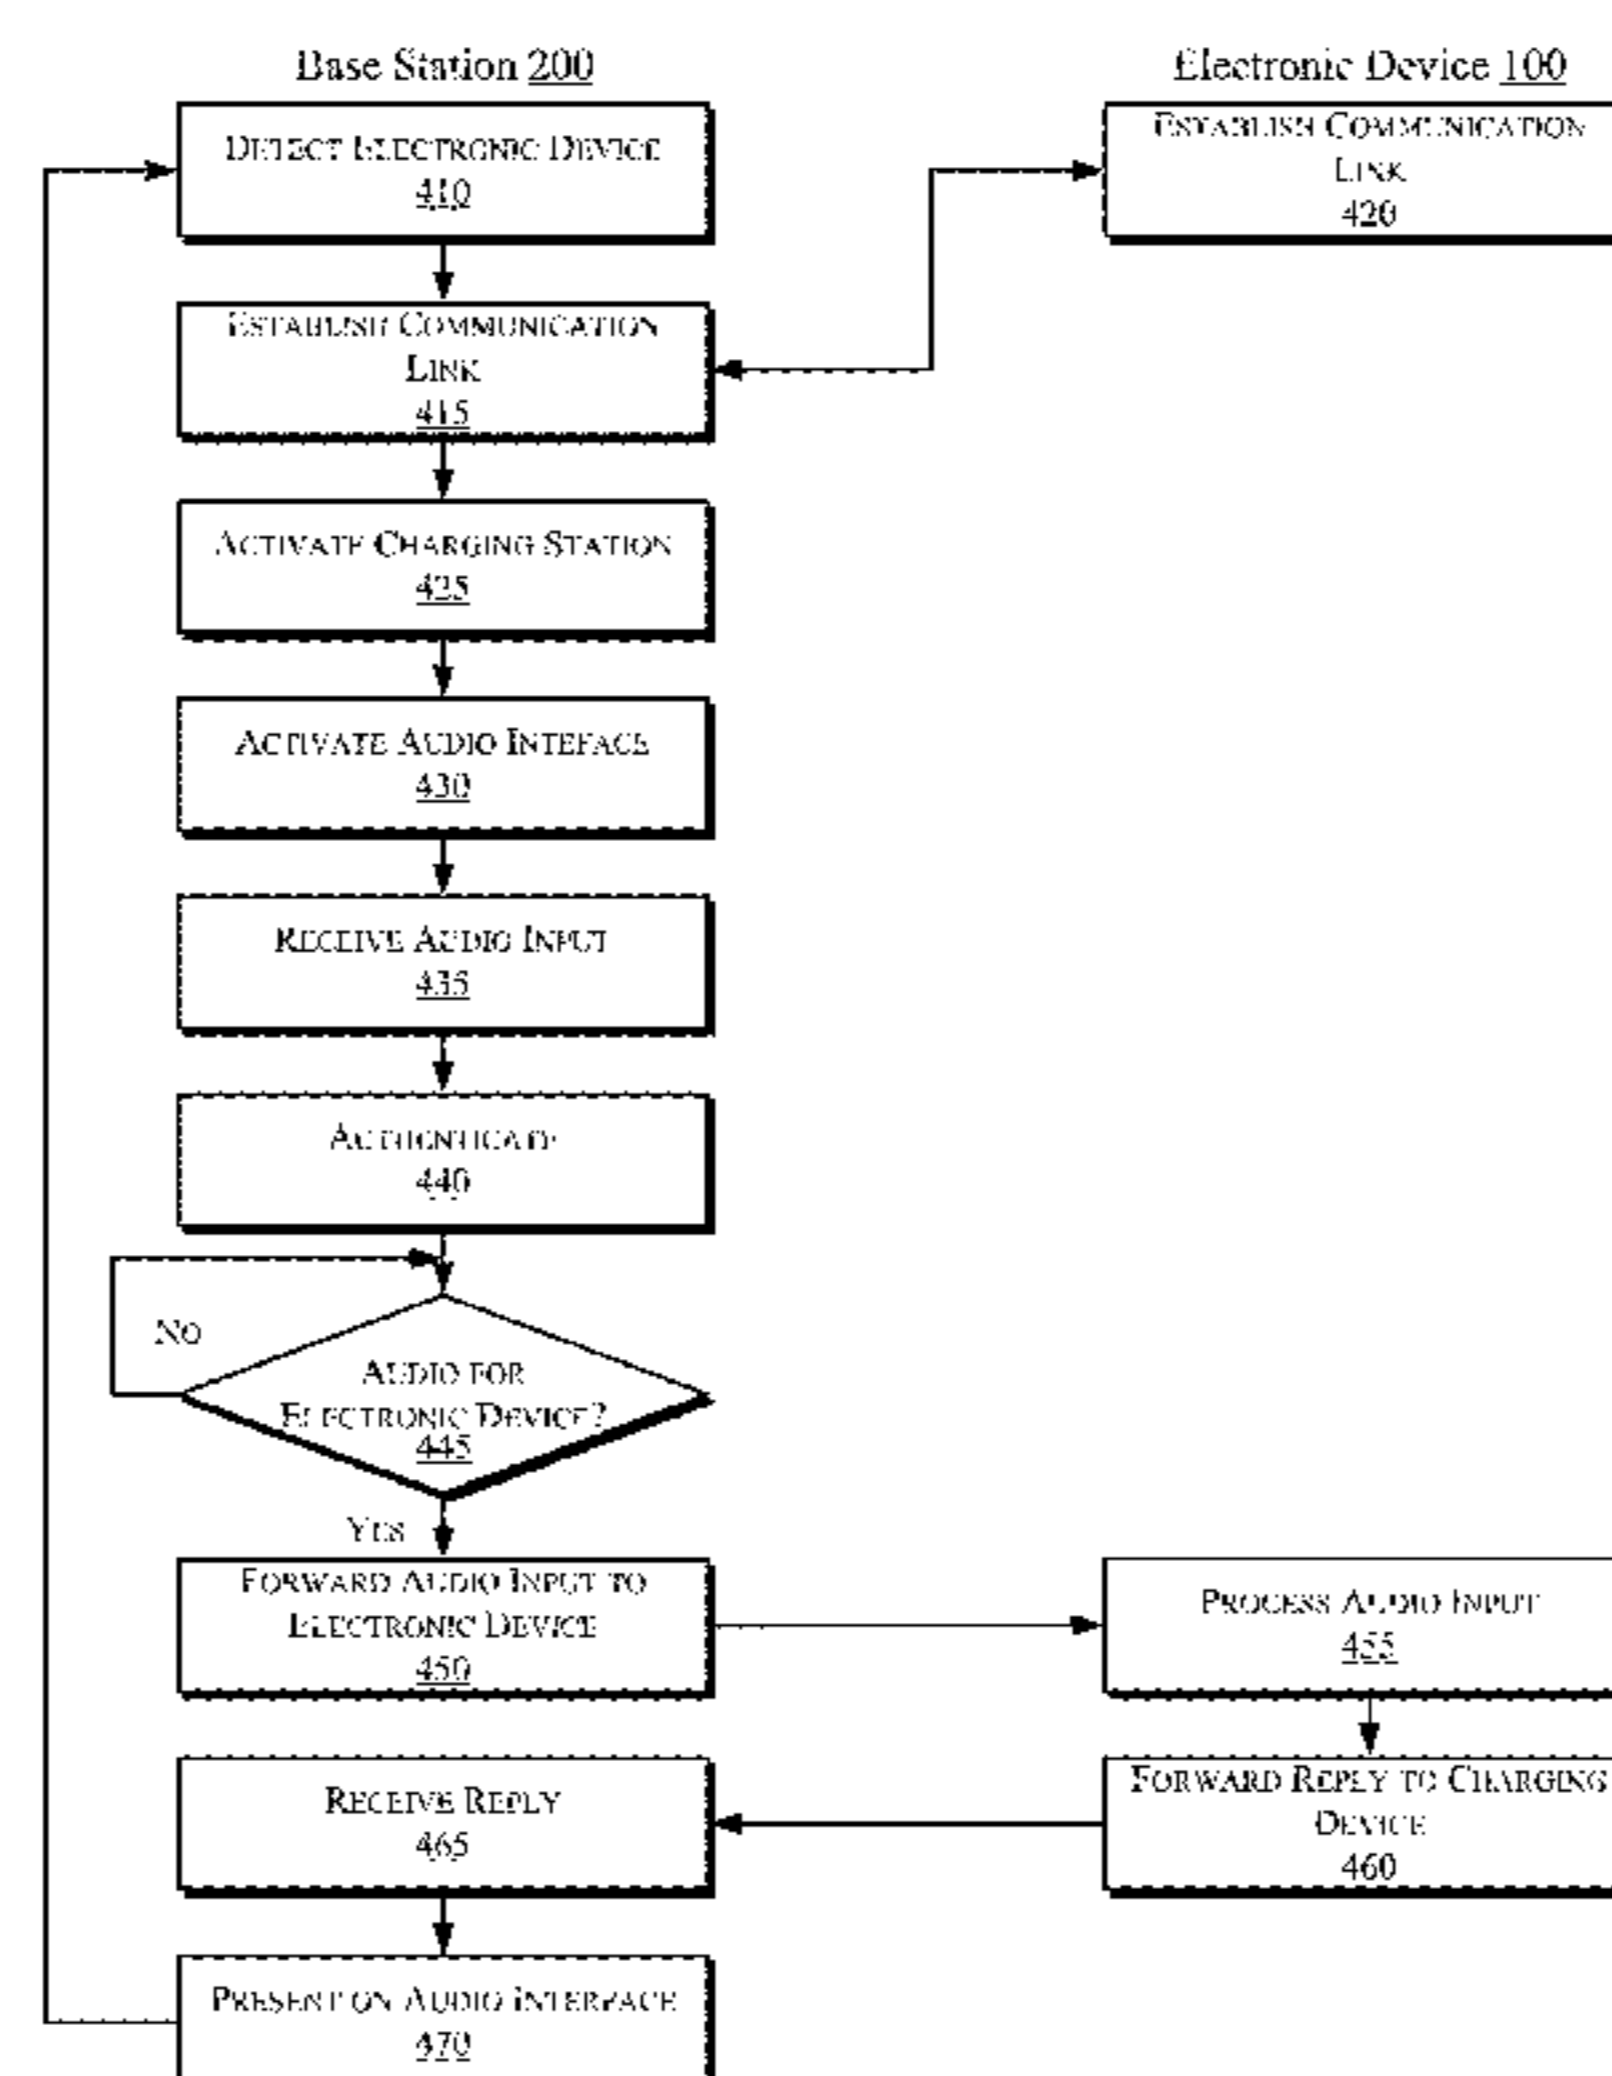 Base Station 200
Electronic Device 100
DETECT ELECTRONIC DEVICE
410
ESTABLISH COMMUNICATION
LINK
420
ESTABLISH COMMUNICATION
LINK
415
ACTIVATE CHARGING STATION
425
ACTIVATE AUDIO INTEFACE
430
RECEIVE AUDIO INPUT
435
AUTHENTICATE
440
NO
AUDIO FOR
ELECTRONIC DEVICE?
445
YES
FORWARD AUDIO INPUT TO
ELECTRONIC DEVICE
450
PROCESS AUDIO INPUT
455
RECEIVE REPLY
465
FORWARD REPLY TO CHARGING
DEVICE
460
PRESENT ON AUDIO INTERFACE
470